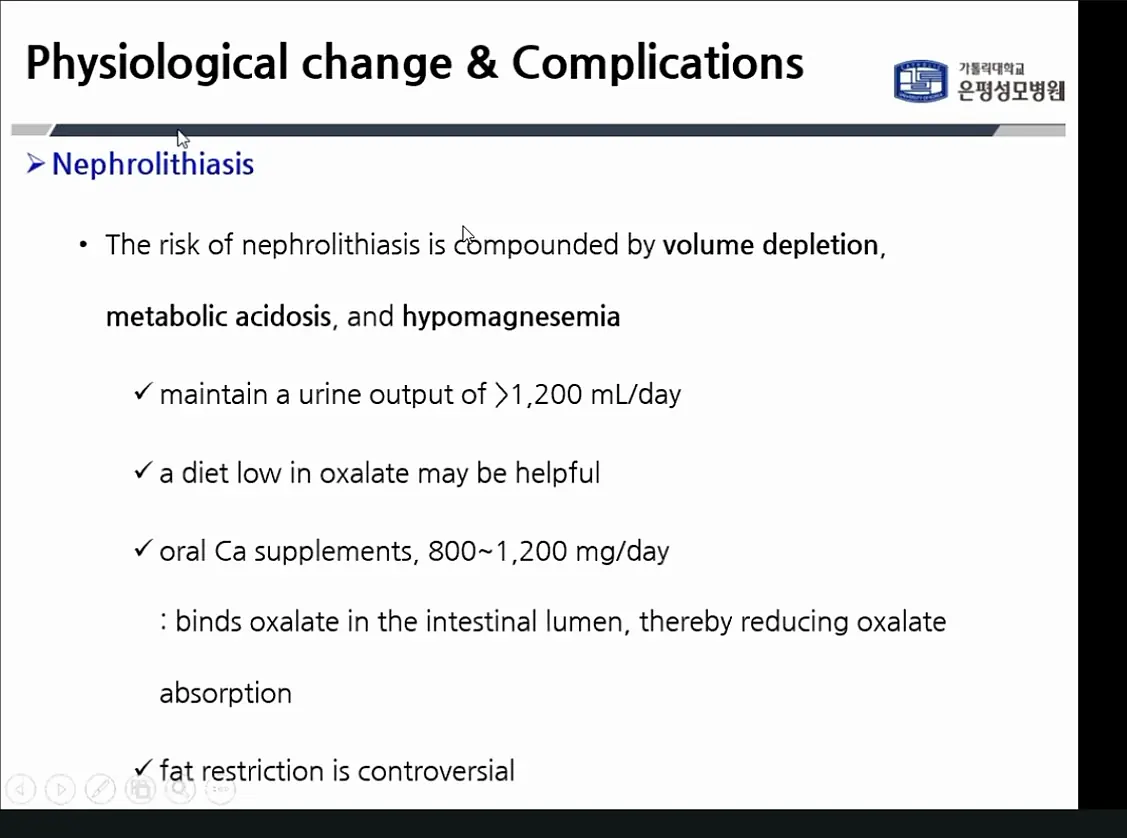 Physiological change & Complications
가톨릭대학교
은평성모병원
➢ Nephrolithiasis
• The risk of nephrolithiasis is compounded by volume depletion,
metabolic acidosis, and hypomagnesemia
✓ maintain a urine output of >1,200 mL/day
✓ a diet low in oxalate may be helpful
✓ oral Ca supplements, 800~1,200 mg/day
: binds oxalate in the intestinal lumen, thereby reducing oxalate
absorption
✓ fat restriction is controversial